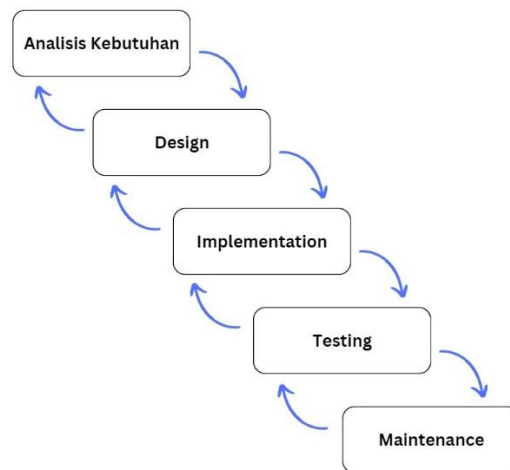 Analisis Kebutuhan
Design
Implementation
Testing
Maintenance